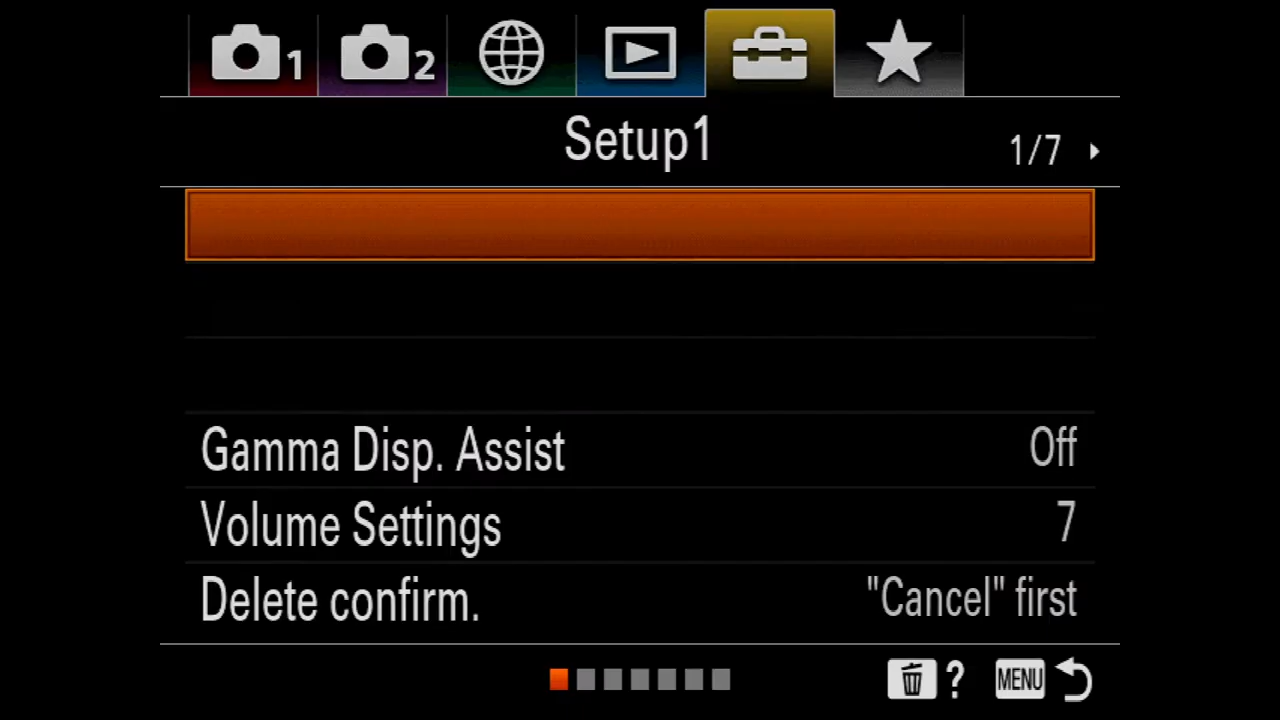 1 2
Setup1
1/7
Gamma Disp. Assist Off
Volume Settings 7
Delete confirm. "Cancel" first
? MENU